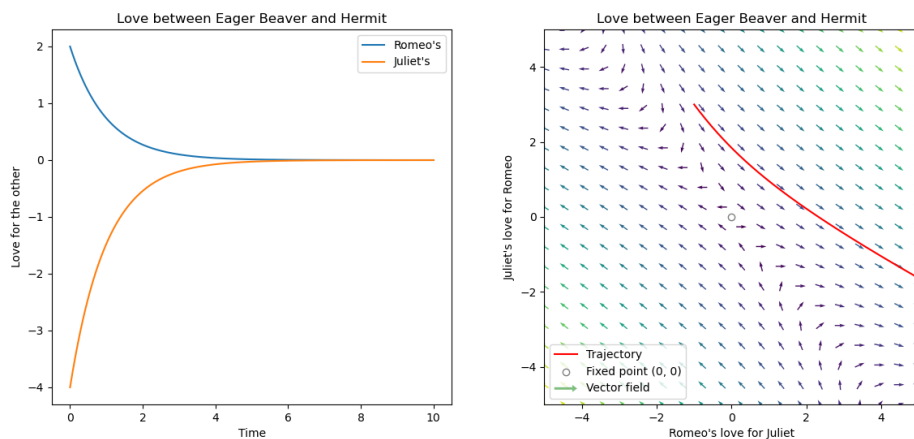 Love between Eager Beaver and Hermit
Love for the other
2
1
0
−1
−2
−3
−4
Romeo's
Juliet's
0
2
4
6
8
10
Time
Love between Eager Beaver and Hermit
Juliet's love for Romeo
4
2
0
−2
−4
Trajectory
Fixed point (0, 0)
Vector field
−4
−2
0
2
4
Romeo's love for Juliet